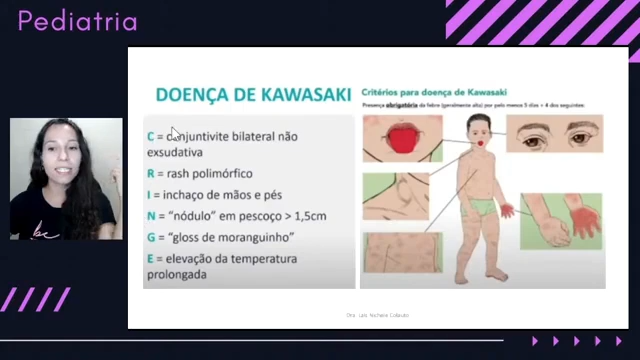 Pediatria
DOENÇA DE KAWASAKI
C = conjuntivite bilateral não
exsudativa
R = rash polimórfico
I = inchaço de mãos e pés
N = “nódulo” em pescoço > 1,5cm
G = “gloss de moranguinho”
E = elevação da temperatura
prolongada
Critérios para doença de Kawasaki
Presença obrigatória de febre (geralmente alta) por pelo menos 5 dias + 4 dos seguintes: